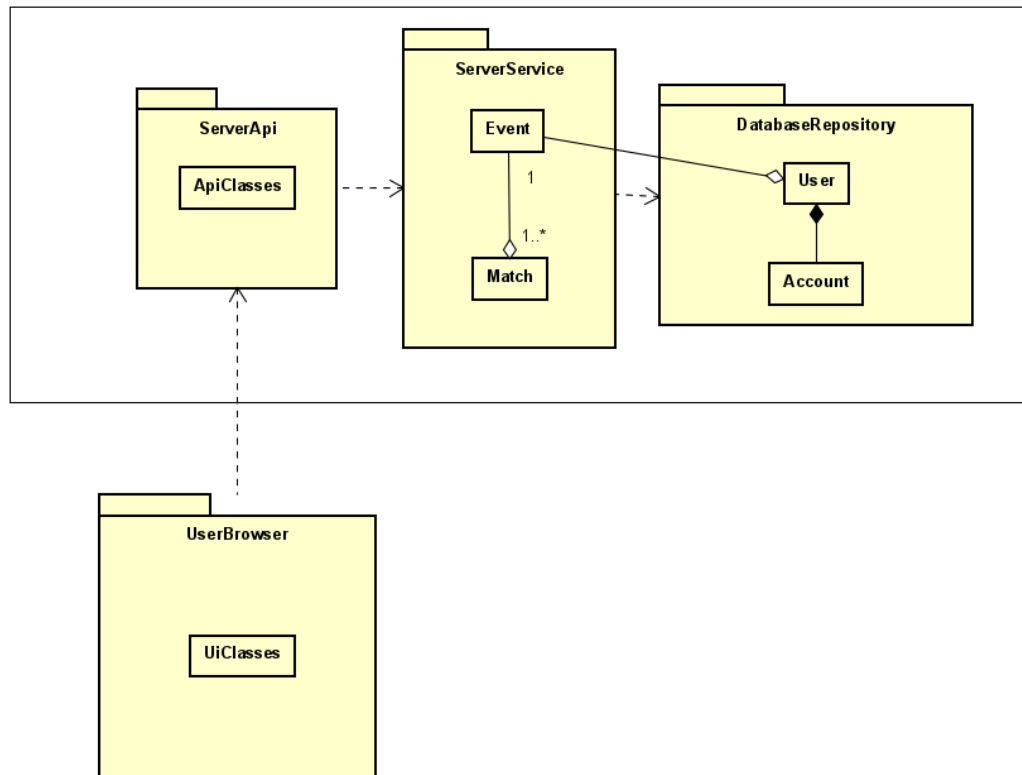 ServerService
ServerApi
DatabaseRepository
Event
ApiClasses
User
1
1..*
Match
Account
UserBrowser
UiClasses